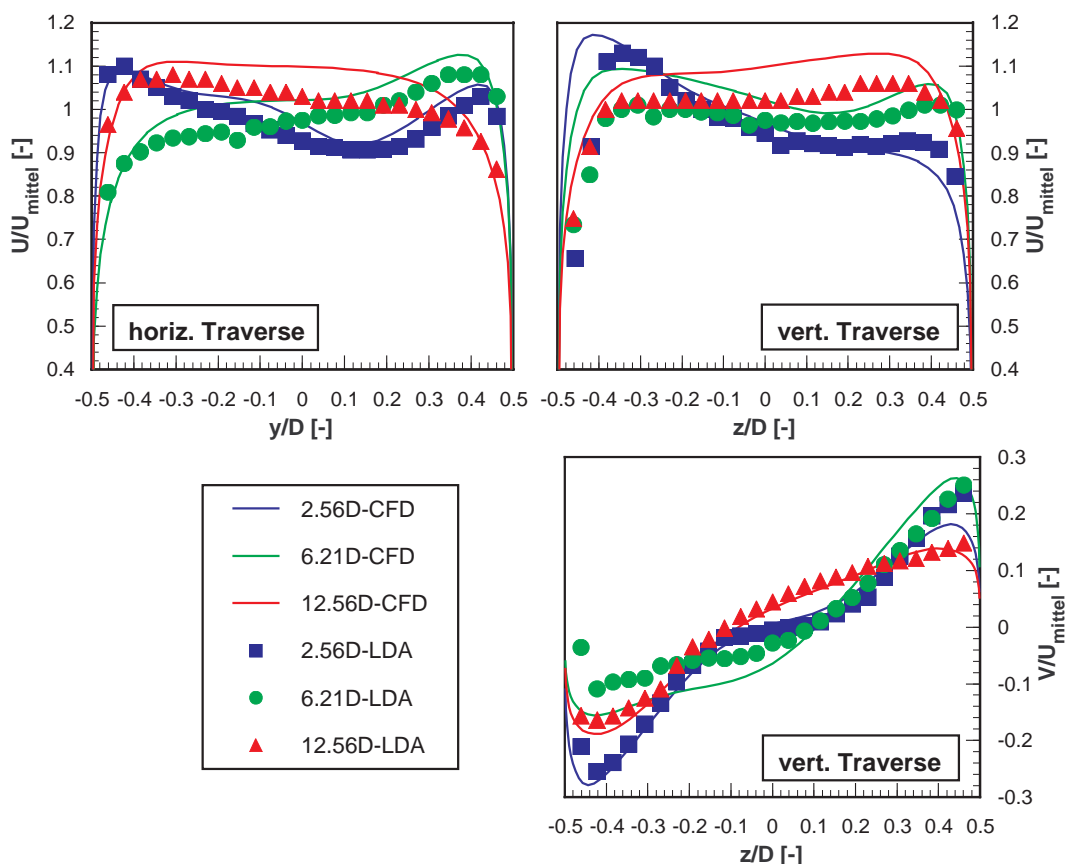 1.2
1.1
1
0.9
0.8
0.7
0.6
0.5
0.4
U/U_mittel [-]
horiz. Traverse
-0.5 -0.4 -0.3 -0.2 -0.1 0 0.1 0.2 0.3 0.4 0.5
y/D [-]
1.2
1.1
1
0.9
0.8
0.7
0.6
0.5
0.4
U/U_mittel [-]
vert. Traverse
-0.5 -0.4 -0.3 -0.2 -0.1 0 0.1 0.2 0.3 0.4 0.5
z/D [-]
2.56D-CFD
6.21D-CFD
12.56D-CFD
2.56D-LDA
6.21D-LDA
12.56D-LDA
0.3
0.2
0.1
0
-0.1
-0.2
-0.3
V/U_mittel [-]
vert. Traverse
-0.5 -0.4 -0.3 -0.2 -0.1 0 0.1 0.2 0.3 0.4 0.5
z/D [-]